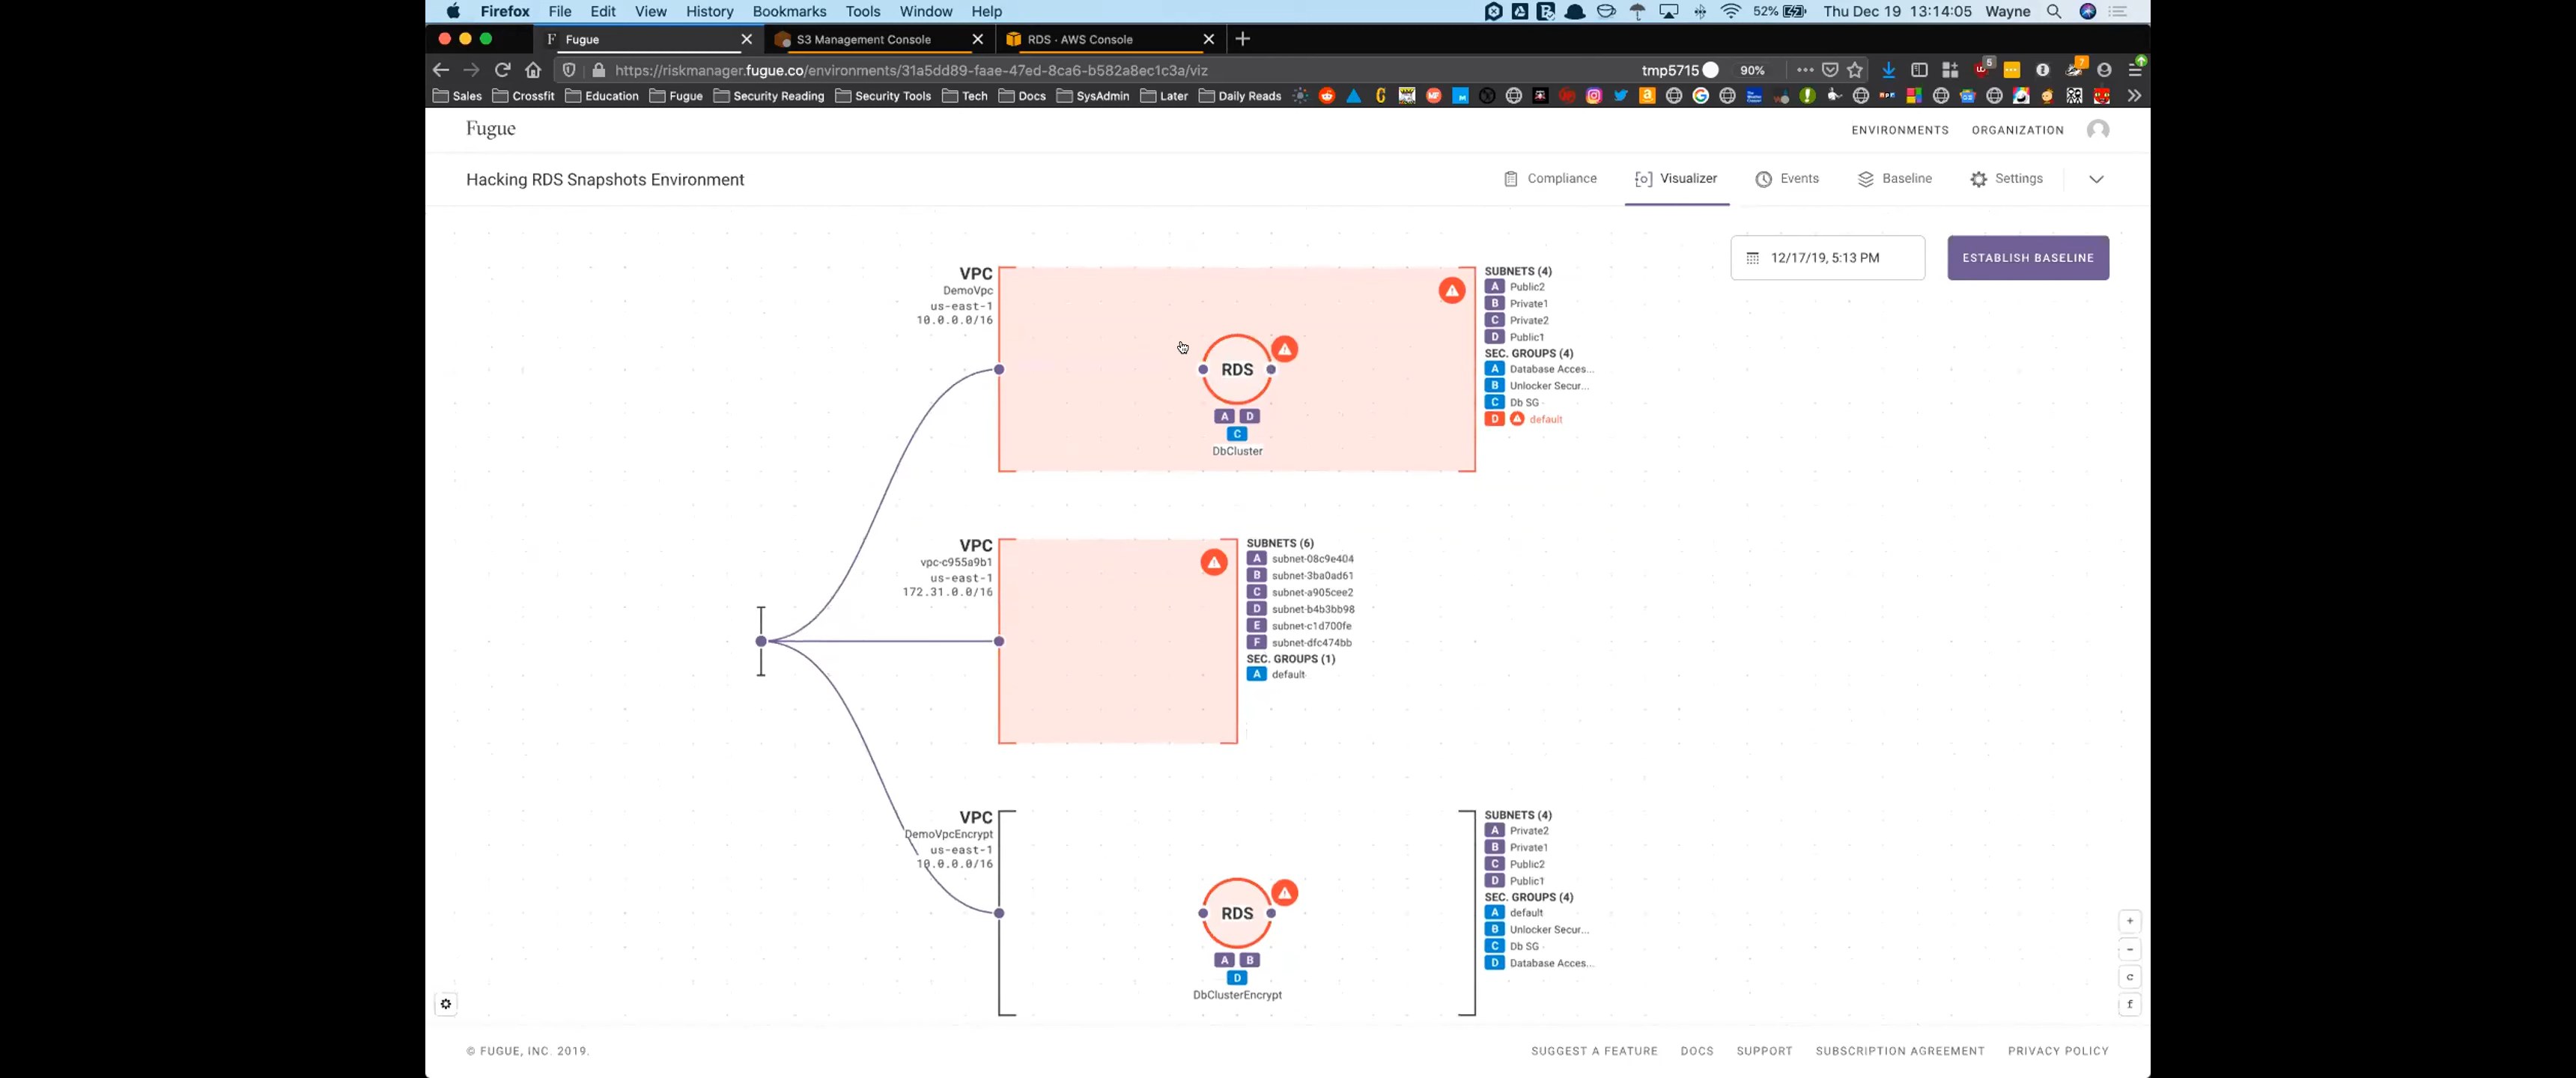 Firefox File Edit View History Bookmarks Tools Window Help 52% Thu Dec 19 13:14:05 Wayne
Fugue S3 Management Console RDS · AWS Console
https://riskmanager.fugue.co/environments/31a5dd89-faae-47ed-8ca6-b582a8ec1c3a/viz tmp5715 90%
Sales Crossfit Education Fugue Security Reading Security Tools Tech Docs SysAdmin Later Daily Reads
Fugue ENVIRONMENTS ORGANIZATION
Hacking RDS Snapshots Environment Compliance Visualizer Events Baseline Settings
12/17/19, 5:13 PM ESTABLISH BASELINE
VPC
DemoVpc
us-east-1
10.0.0.0/16
RDS
A D
C
DbCluster
SUBNETS (4)
A Public2
B Private1
C Private2
D Public1
SEC. GROUPS (4)
A Database Acces...
B Unlocker Secur...
C Db SG
D default
VPC
vpc-c955a9b1
us-east-1
172.31.0.0/16
SUBNETS (6)
A subnet-08c9e404
B subnet-3ba0ad61
C subnet-a905cee2
D subnet-b4b3bb98
E subnet-c1d700fe
F subnet-dfc474bb
SEC. GROUPS (1)
A default
VPC
DemoVpcEncrypt
us-east-1
10.0.0.0/16
RDS
A B
D
DbClusterEncrypt
SUBNETS (4)
A Private2
B Private1
C Public2
D Public1
SEC. GROUPS (4)
A default
B Unlocker Secur...
C Db SG
D Database Acces...
+
-
c
f
© FUGUE, INC. 2019. SUGGEST A FEATURE DOCS SUPPORT SUBSCRIPTION AGREEMENT PRIVACY POLICY